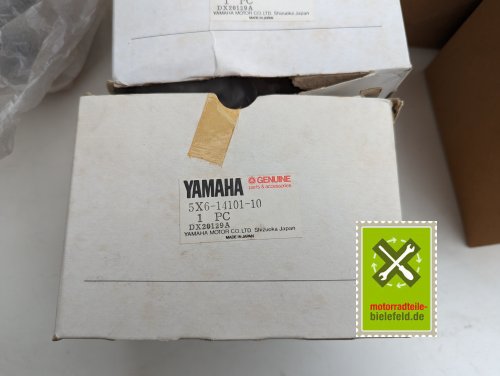 1 PC
DX20129A
YAMAHA MOTOR CO.LTD. Shizuoka Japan
MADE IN JAPAN
YAMAHA GENUINE
parts & accessories
5X6-14101-10
1 PC
DX20129A
YAMAHA MOTOR CO.LTD. Shizuoka Japan
MADE IN JAPAN
motorradteile-
bielefeld.de